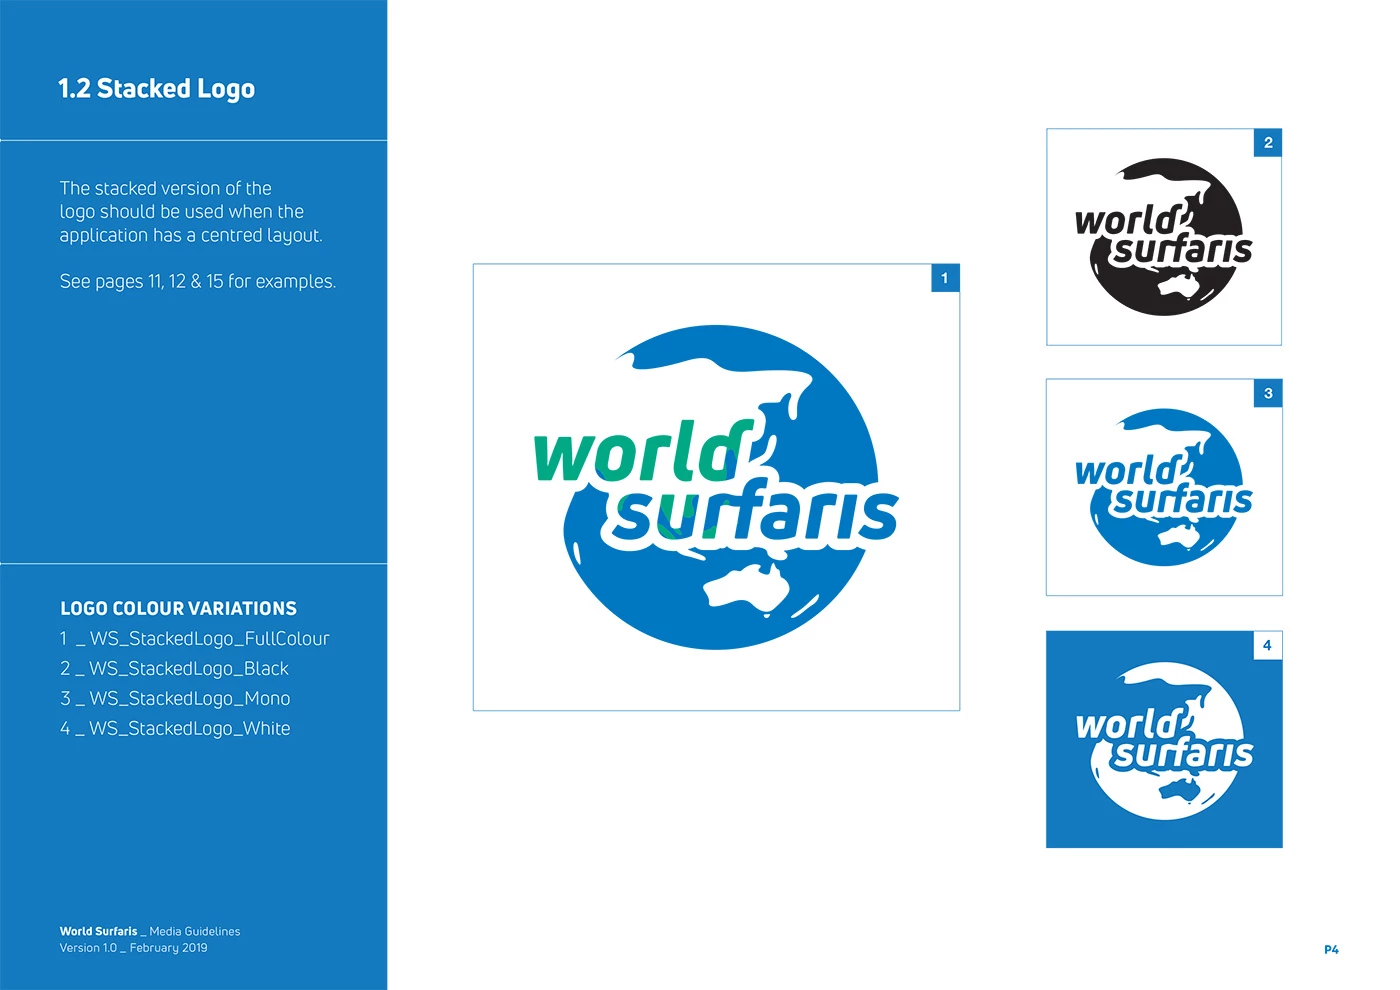 1.2 Stacked Logo
The stacked version of the
logo should be used when the
application has a centred layout.
See pages 11, 12 & 15 for examples.
LOGO COLOUR VARIATIONS
1 _ WS_StackedLogo_FullColour
2 _ WS_StackedLogo_Black
3 _ WS_StackedLogo_Mono
4 _ WS_StackedLogo_White
World Surfaris _ Media Guidelines
Version 1.0 _ February 2019
1
world
surfaris
2
world
surfaris
3
world
surfaris
4
world
surfaris
P4